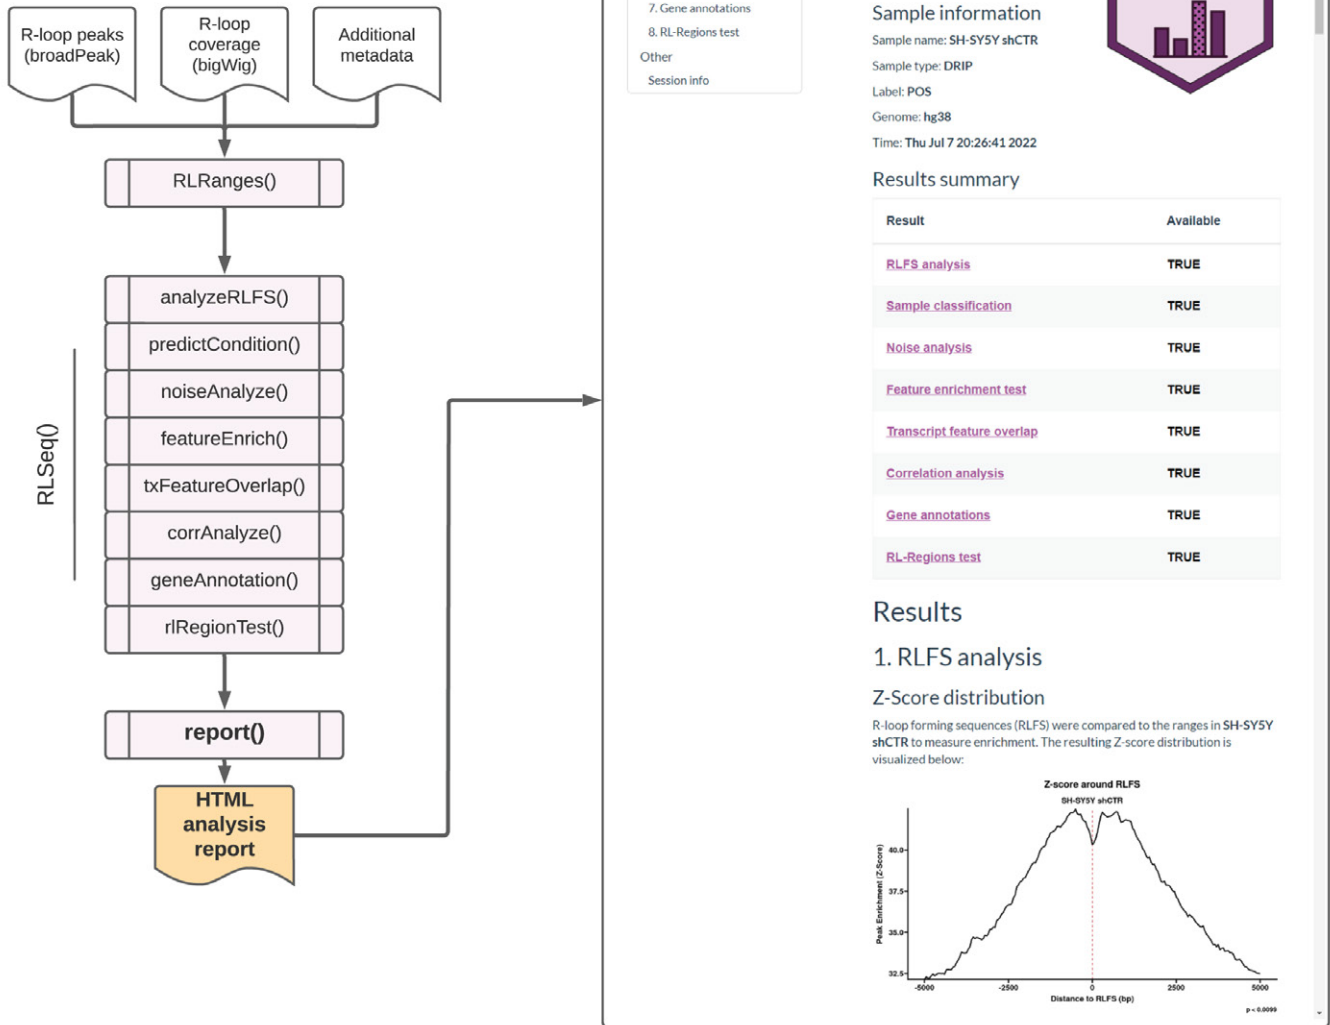 R-loop peaks
(broadPeak)
R-loop
coverage
(bigWig)
Additional
metadata
RLRanges()
RLSeq()
analyzeRLFS()
predictCondition()
noiseAnalyze()
featureEnrich()
txFeatureOverlap()
corrAnalyze()
geneAnnotation()
rlRegionTest()
report()
HTML
analysis
report
7. Gene annotations
8. RL-Regions test
Other
Session info
Sample information
Sample name: SH-SY5Y shCTR
Sample type: DRIP
Label: POS
Genome: hg38
Time: Thu Jul 7 20:26:41 2022
Results summary
Result Available
RLFS analysis TRUE
Sample classification TRUE
Noise analysis TRUE
Feature enrichment test TRUE
Transcript feature overlap TRUE
Correlation analysis TRUE
Gene annotations TRUE
RL-Regions test TRUE
Results
1. RLFS analysis
Z-Score distribution
R-loop forming sequences (RLFS) were compared to the ranges in SH-SY5Y
shCTR to measure enrichment. The resulting Z-score distribution is
visualized below:
Z-score around RLFS
SH-SY5Y shCTR
Peak Enrichment (Z-Score)
40.0
37.5
35.0
32.5
-5000 -2500 0 2500 5000
Distance to RLFS (bp)
p < 0.0099